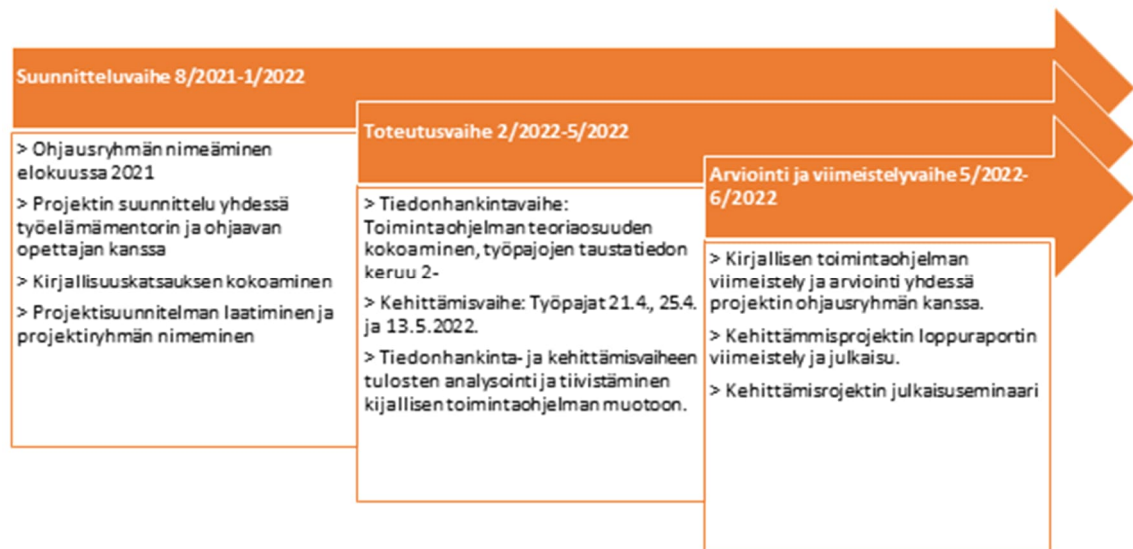 Suunnitteluvaihe 8/2021-1/2022
> Ohjausryhmän nimeäminen
elokuussa 2021
> Projektin suunnittelu yhdessä
työelämämentorin ja ohjaavan
opettajan kanssa
> Kirjallisuuskatsauksen kokoaminen
> Projektisuunnitelman laatiminen ja
projektiryhmän nimeminen
Toteutusvaihe 2/2022-5/2022
> Tiedonhankintavaihe:
Toimintaohjelman teoriaosuuden
kokoaminen, työpajojen taustatiedon
keruu 2-
> Kehittämisvaihe: Työpajat 21.4., 25.4.
ja 13.5.2022.
> Tiedonhankinta- ja kehittämisvaiheen
tulosten analysointi ja tiivistäminen
kijallisen toimintaohjelman muotoon.
Arviointi ja viimeistelyvaihe 5/2022-
6/2022
> Kirjallisen toimintaohjelman
viimeistely ja arviointi yhdessä
projektin ohjausryhmän kanssa.
> Kehittämmisprojektin loppuraportin
viimeistely ja julkaisu.
> Kehittämisrojektin julkaisuseminaari